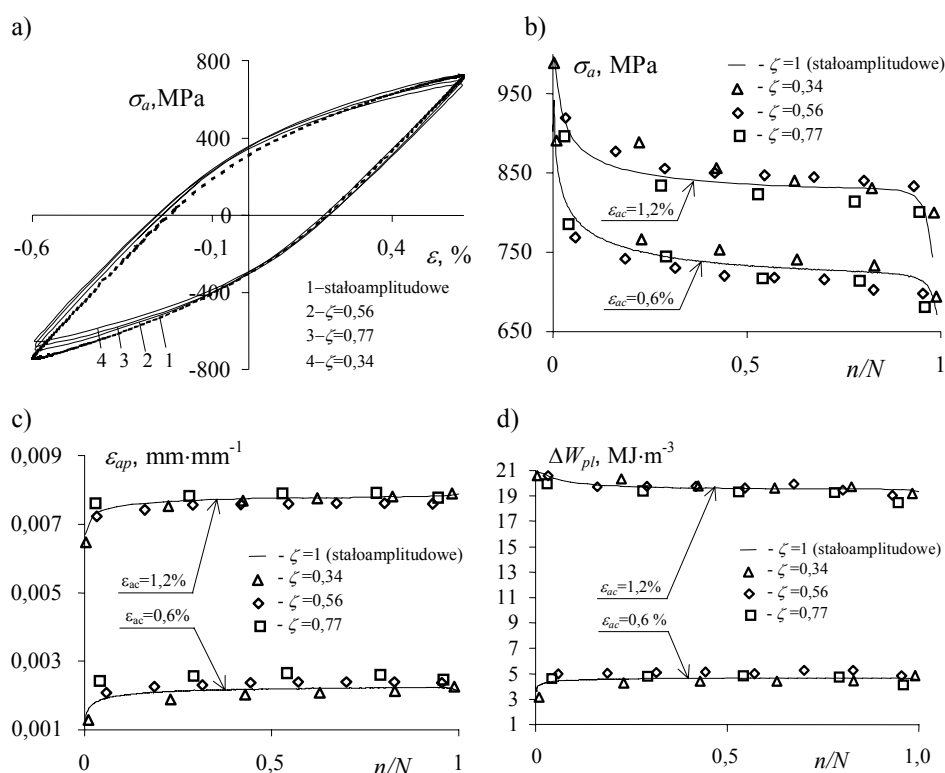 a)
800
σa,MPa
400
0
-0,6
-0,1
0,4
ε, %
-400
-800
1–stałoamplitudowe
2–ζ=0,56
3–ζ=0,77
4–ζ=0,34
4 3 2 1
b)
σa, MPa
950
850
750
650
- ζ=1 (stałoamplitudowe)
- ζ=0,34
- ζ=0,56
- ζ=0,77
εac=1,2%
εac=0,6%
0
0,5
1
n/N
c)
εap, mm·mm-1
0,009
0,007
0,005
0,003
0,001
- ζ=1 (stałoamplitudowe)
- ζ=0,34
- ζ=0,56
- ζ=0,77
εac=1,2%
εac=0,6%
0
0,5
1
n/N
d)
ΔWpl, MJ·m-3
21
19
17
15
13
11
9
7
5
3
1
- ζ=1 (stałoamplitudowe)
- ζ=0,34
- ζ=0,56
- ζ=0,77
εac=1,2%
εac=0,6 %
0
0,5
1,0
n/N